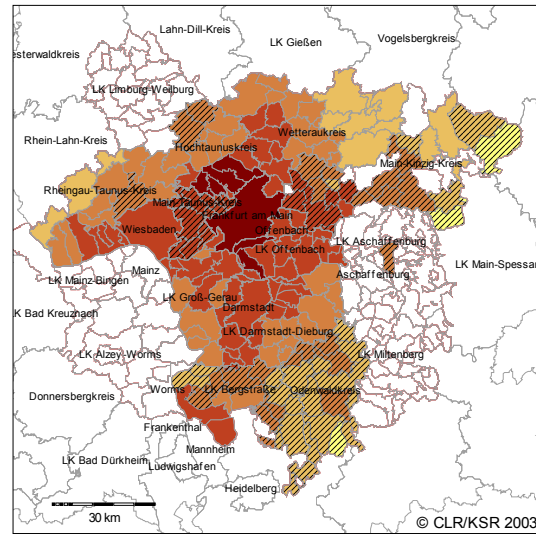 Lahn-Dill-Kreis
LK Gießen
Vogelsbergkreis
esterwaldkreis
LK Limburg-Weilburg
Wetteraukreis
Rhein-Lahn-Kreis
Hochtaunuskreis
Main-Kinzig-Kreis
Rheingau-Taunus-Kreis
Main-Taunus-Kreis
Frankfurt am Main
Wiesbaden
Offenbach
LK Offenbach
LK Aschaffenburg
Mainz
Aschaffenburg
LK Main-Spessar
LK Mainz-Bingen
LK Groß-Gerau
Darmstadt
K Bad Kreuznach
LK Darmstadt-Dieburg
LK Alzey-Worms
LK Miltenberg
Donnersbergkreis
Worms
LK Bergstraße
Odenwaldkreis
Frankenthal
Mannheim
LK Bad Dürkheim
Ludwigshafen
Heidelberg
30 km
© CLR/KSR 2003